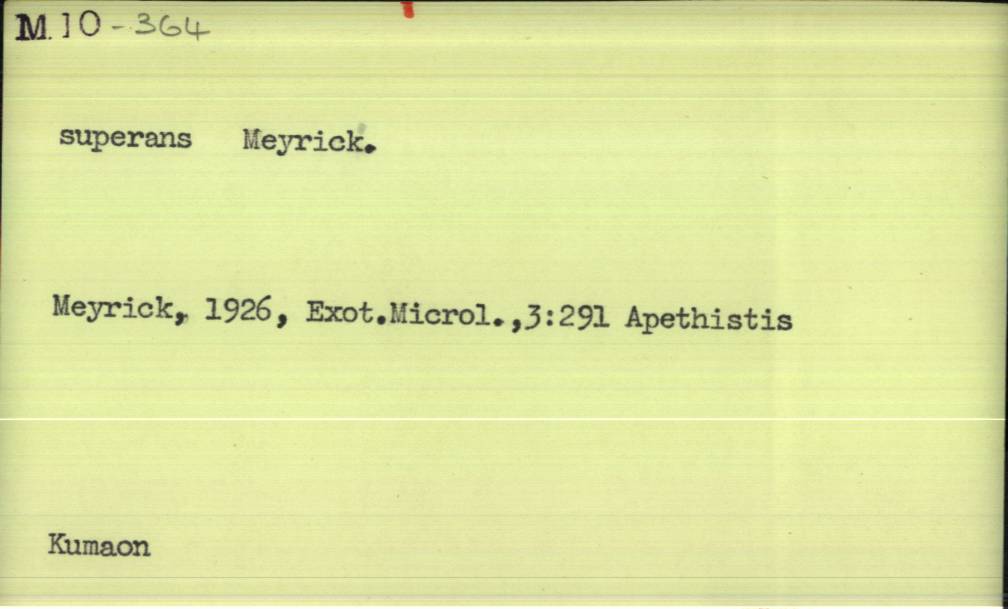 M.10-364
superans Meyrick.
Meyrick, 1926, Exot.Microl.,3:291 Apethistis
Kumaon